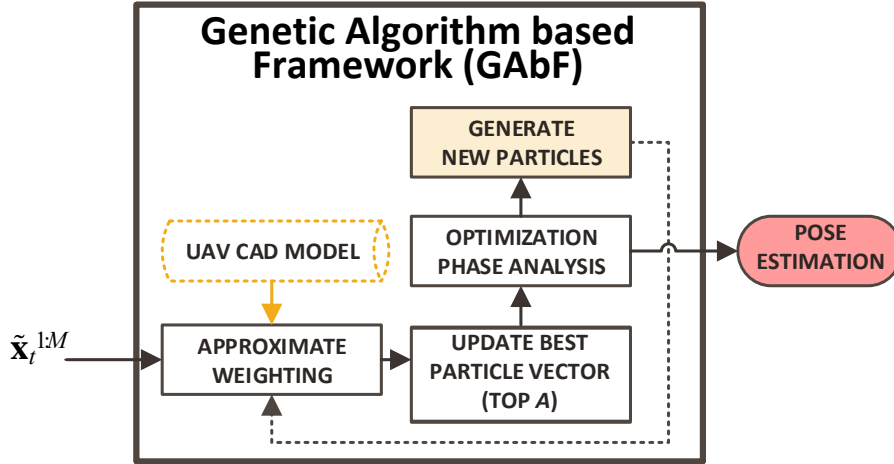 Genetic Algorithm based
Framework (GAbF)
GENERATE
NEW PARTICLES
UAV CAD MODEL
OPTIMIZATION
PHASE ANALYSIS
POSE
ESTIMATION
x̃ₜ¹:ᴹ
APPROXIMATE
WEIGHTING
UPDATE BEST
PARTICLE VECTOR
(TOP A)